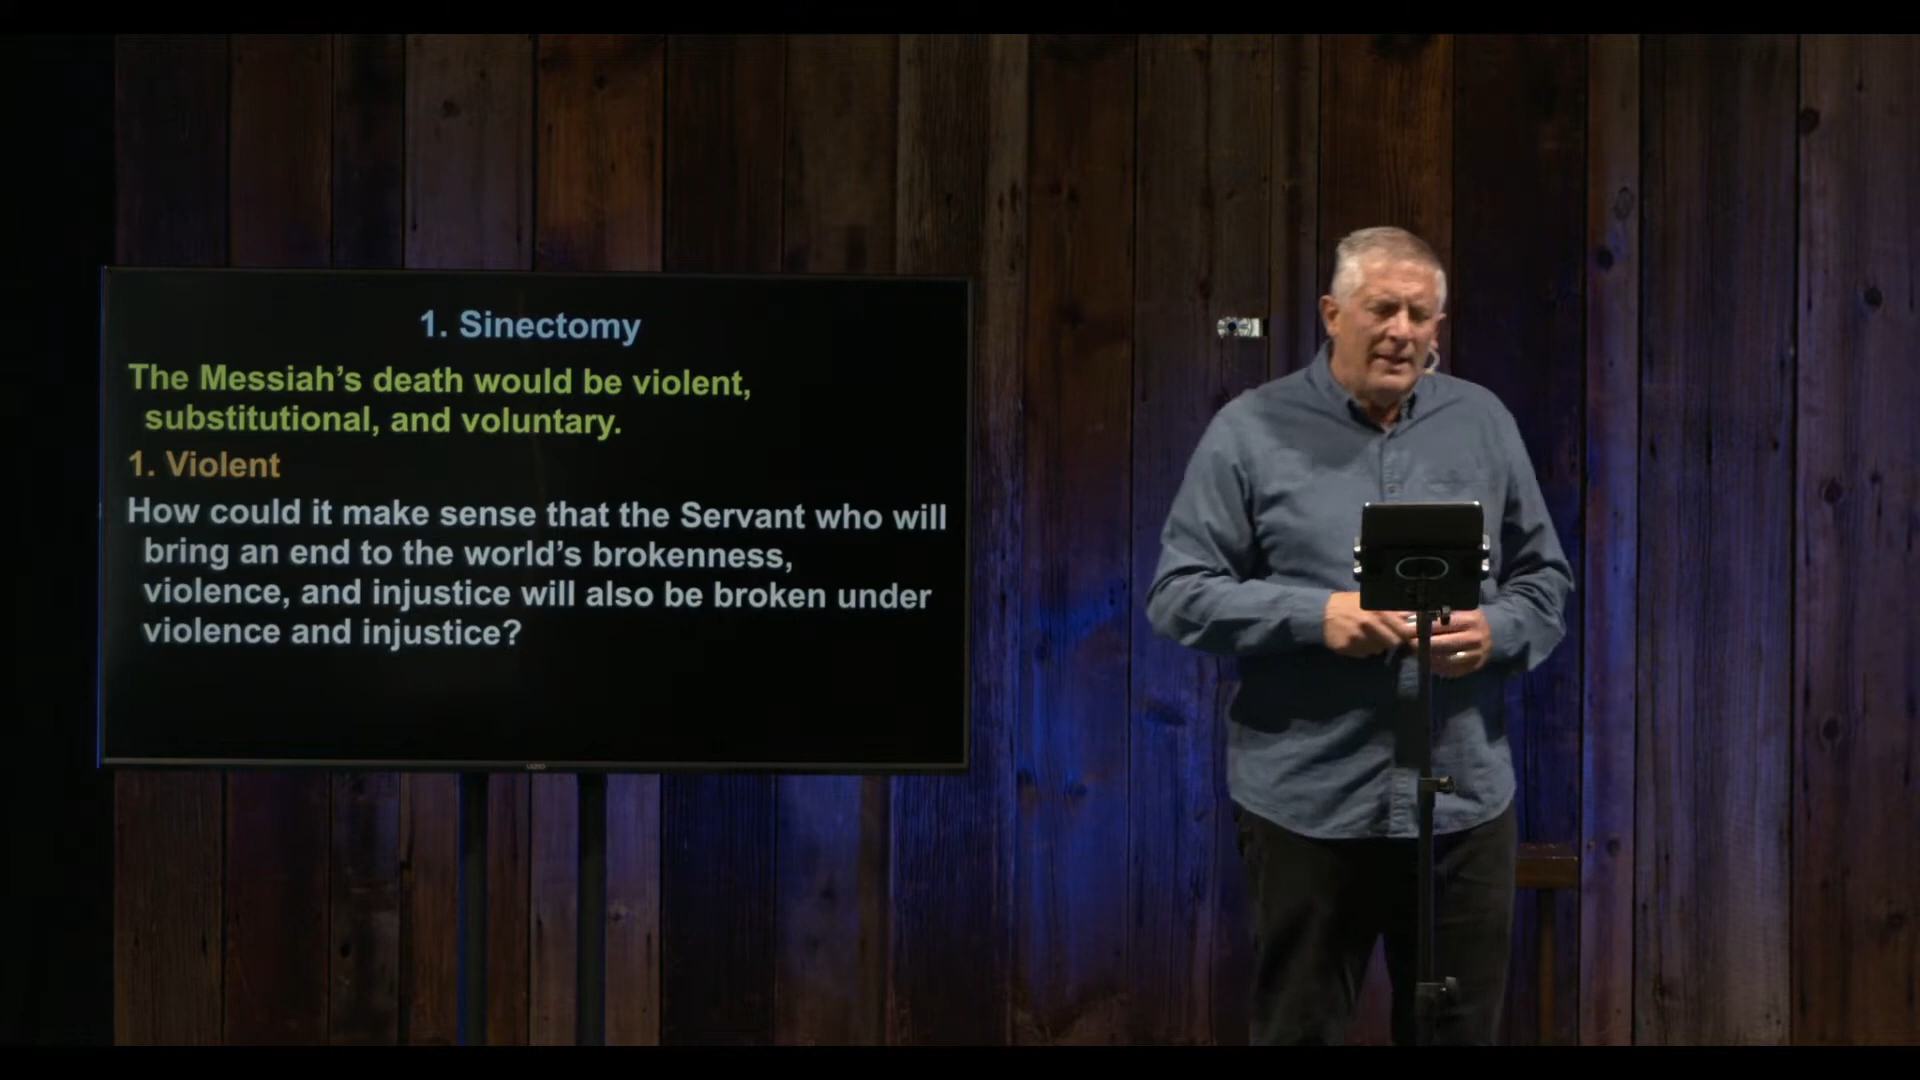 1. Sinectomy
The Messiah's death would be violent,
substitutional, and voluntary.
1. Violent
How could it make sense that the Servant who will
bring an end to the world's brokenness,
violence, and injustice will also be broken under
violence and injustice?
VIZIO